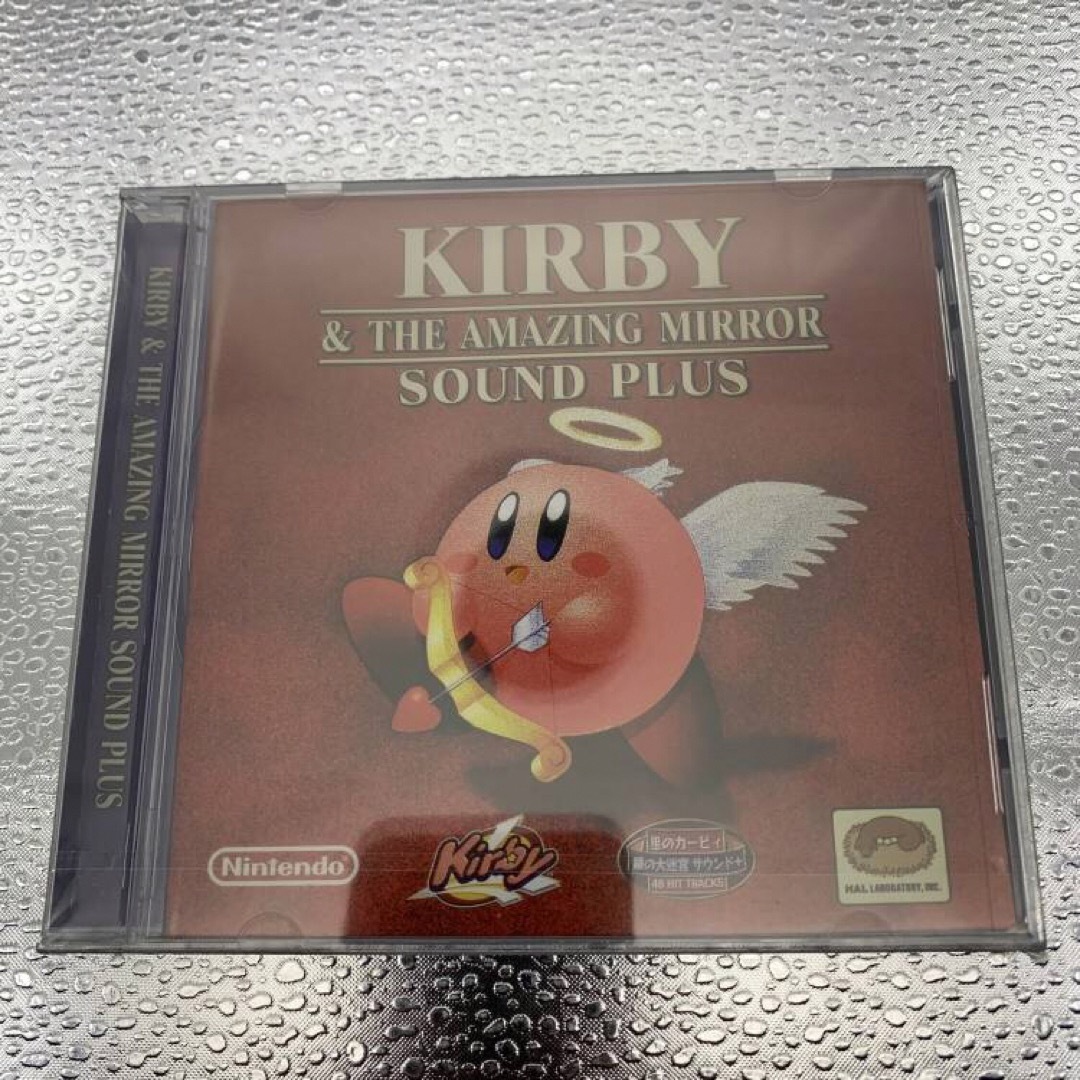 KIRBY
& THE AMAZING MIRROR
SOUND PLUS
KIRBY & THE AMAZING MIRROR SOUND PLUS
Nintendo
Kirby
星のカービィ
鏡の大迷宮 サウンド+
46 HIT TRACKS
HAL LABORATORY, INC.